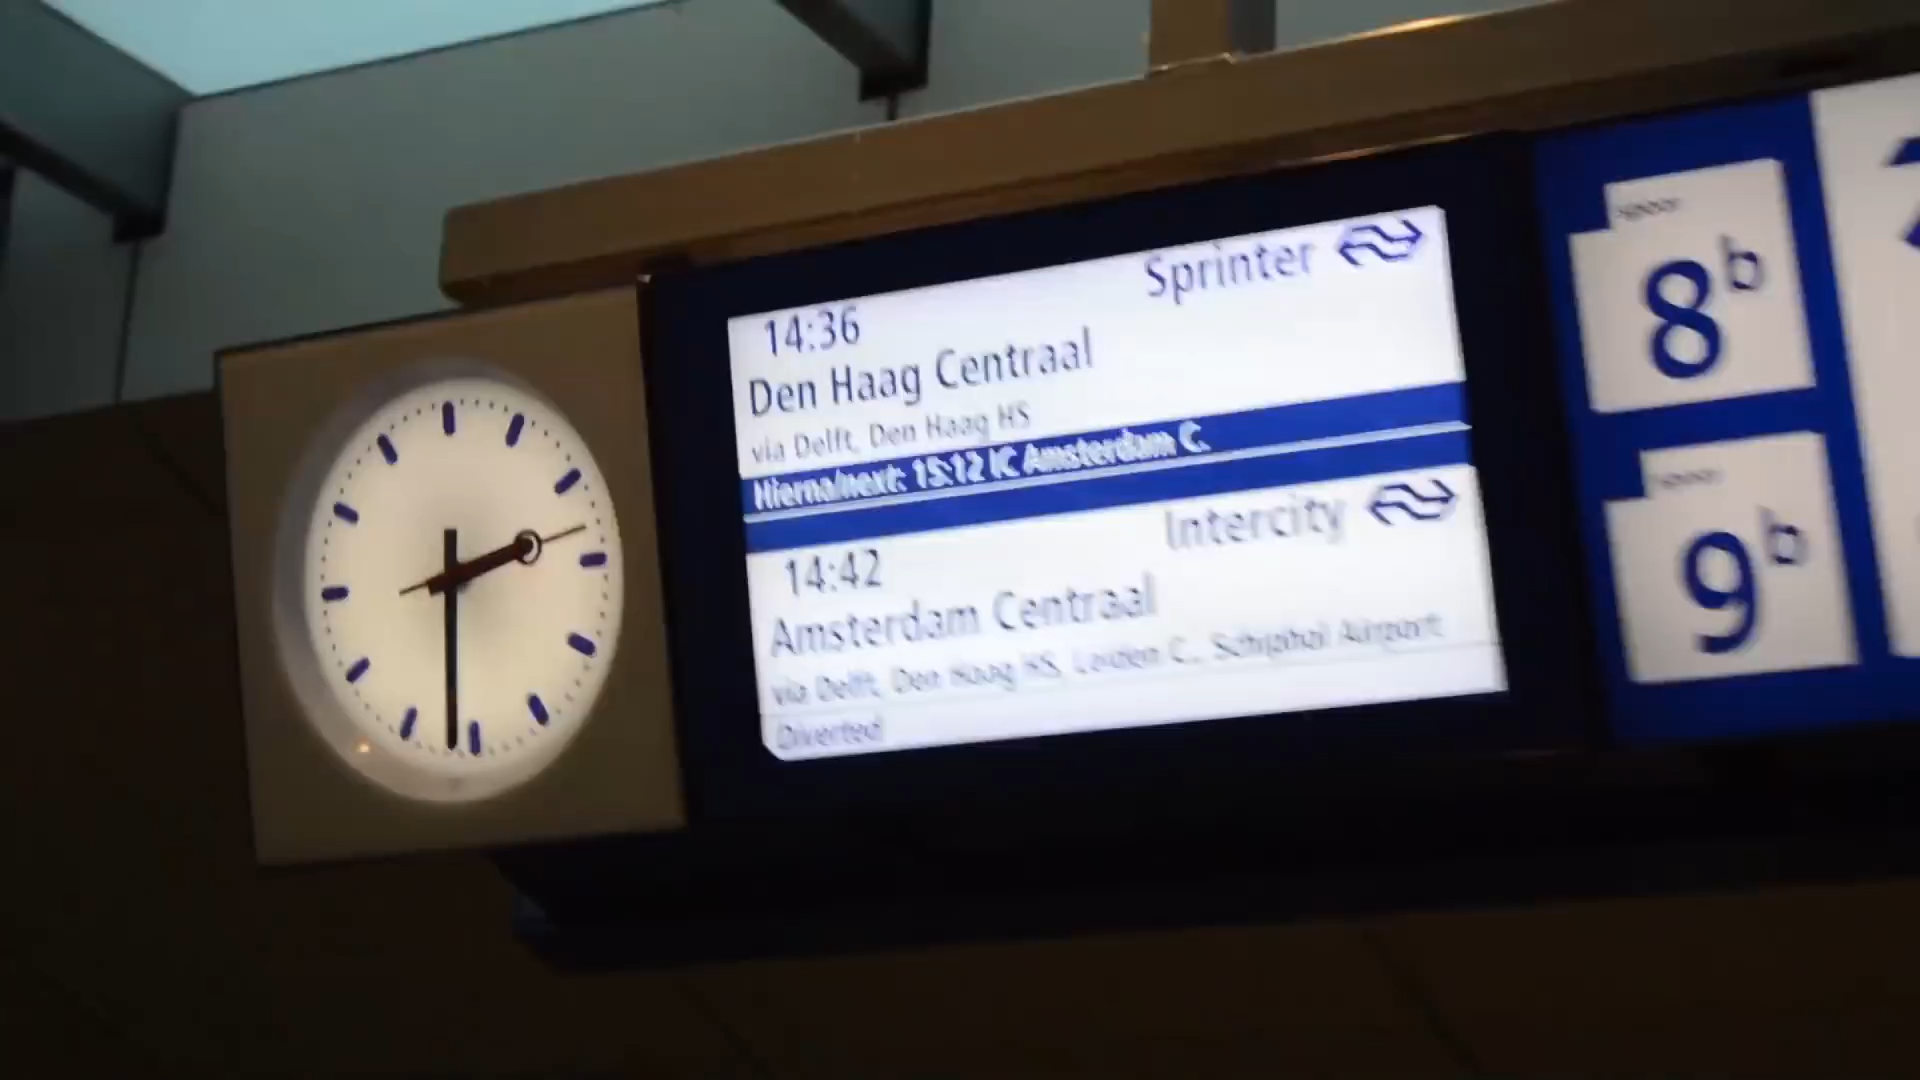 Sprinter
14:36
Den Haag Centraal
via Delft, Den Haag HS
Hierna/next: 15:12 IC Amsterdam C.
Intercity
14:42
Amsterdam Centraal
via Delft, Den Haag HS, Leiden C., Schiphol Airport
Diverted
8b
9b